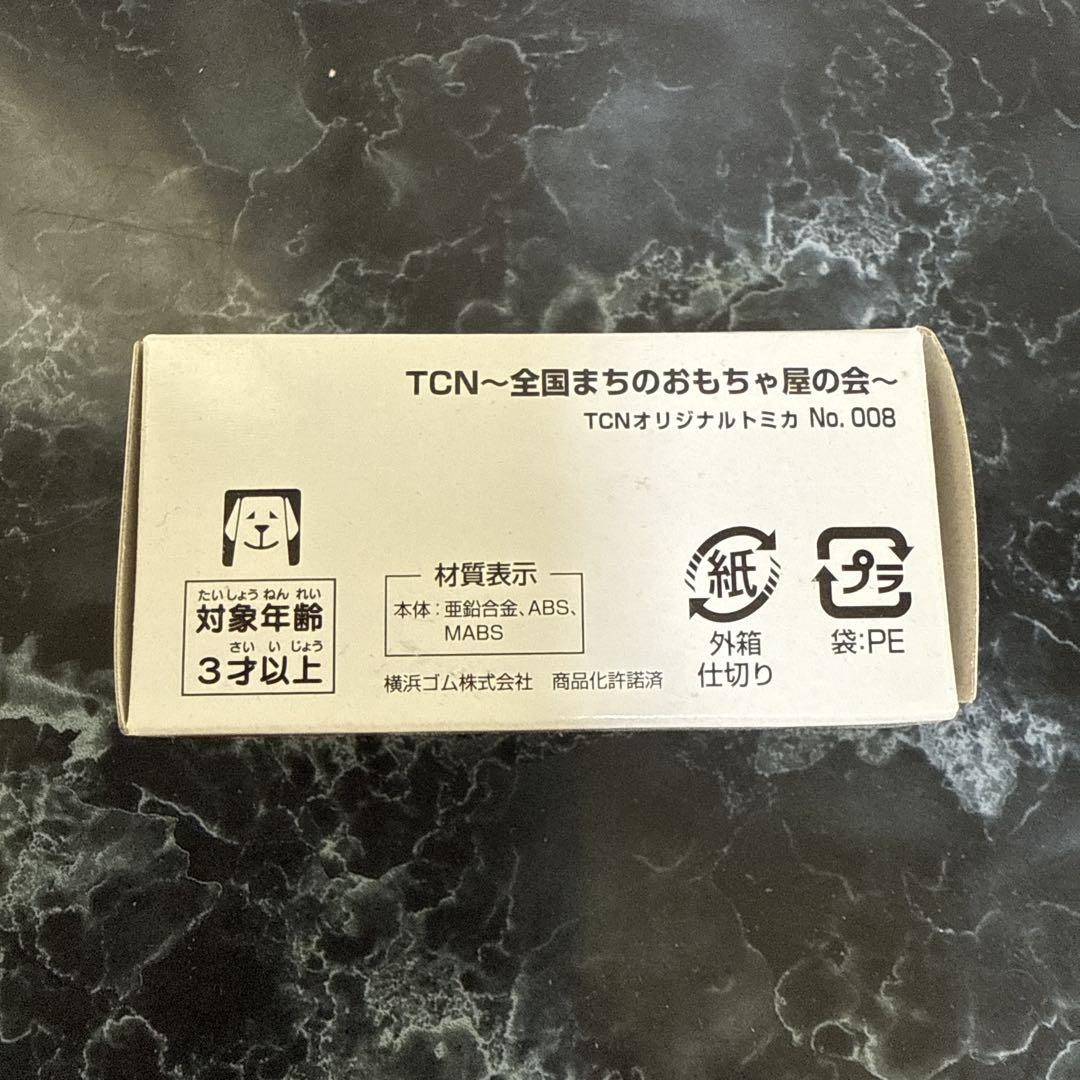 TCN〜全国まちのおもちゃ屋の会〜
TCNオリジナルトミカ No. 008
たいしょうねんれい
対象年齢
さいいじょう
3才以上
材質表示
本体：亜鉛合金、ABS、
MABS
横浜ゴム株式会社　商品化許諾済
紙
外箱
仕切り
プラ
袋:PE